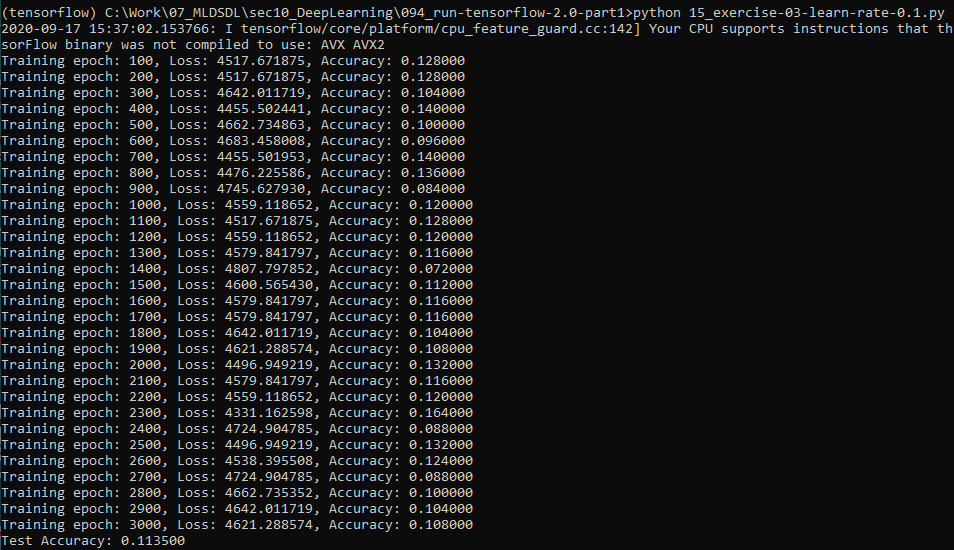 (tensorflow) C:\Work\07_MLDSDL\sec10_DeepLearning\094_run-tensorflow-2.0-part1>python 15_exercise-03-learn-rate-0.1.py
2020-09-17 15:37:02.153766: I tensorflow/core/platform/cpu_feature_guard.cc:142] Your CPU supports instructions that th
sorFlow binary was not compiled to use: AVX AVX2
Training epoch: 100, Loss: 4517.671875, Accuracy: 0.128000
Training epoch: 200, Loss: 4517.671875, Accuracy: 0.128000
Training epoch: 300, Loss: 4642.011719, Accuracy: 0.104000
Training epoch: 400, Loss: 4455.502441, Accuracy: 0.140000
Training epoch: 500, Loss: 4662.734863, Accuracy: 0.100000
Training epoch: 600, Loss: 4683.458008, Accuracy: 0.096000
Training epoch: 700, Loss: 4455.501953, Accuracy: 0.140000
Training epoch: 800, Loss: 4476.225586, Accuracy: 0.136000
Training epoch: 900, Loss: 4745.627930, Accuracy: 0.084000
Training epoch: 1000, Loss: 4559.118652, Accuracy: 0.120000
Training epoch: 1100, Loss: 4517.671875, Accuracy: 0.128000
Training epoch: 1200, Loss: 4559.118652, Accuracy: 0.120000
Training epoch: 1300, Loss: 4579.841797, Accuracy: 0.116000
Training epoch: 1400, Loss: 4807.797852, Accuracy: 0.072000
Training epoch: 1500, Loss: 4600.565430, Accuracy: 0.112000
Training epoch: 1600, Loss: 4579.841797, Accuracy: 0.116000
Training epoch: 1700, Loss: 4579.841797, Accuracy: 0.116000
Training epoch: 1800, Loss: 4642.011719, Accuracy: 0.104000
Training epoch: 1900, Loss: 4621.288574, Accuracy: 0.108000
Training epoch: 2000, Loss: 4496.949219, Accuracy: 0.132000
Training epoch: 2100, Loss: 4579.841797, Accuracy: 0.116000
Training epoch: 2200, Loss: 4559.118652, Accuracy: 0.120000
Training epoch: 2300, Loss: 4331.162598, Accuracy: 0.164000
Training epoch: 2400, Loss: 4724.904785, Accuracy: 0.088000
Training epoch: 2500, Loss: 4496.949219, Accuracy: 0.132000
Training epoch: 2600, Loss: 4538.395508, Accuracy: 0.124000
Training epoch: 2700, Loss: 4724.904785, Accuracy: 0.088000
Training epoch: 2800, Loss: 4662.735352, Accuracy: 0.100000
Training epoch: 2900, Loss: 4642.011719, Accuracy: 0.104000
Training epoch: 3000, Loss: 4621.288574, Accuracy: 0.108000
Test Accuracy: 0.113500